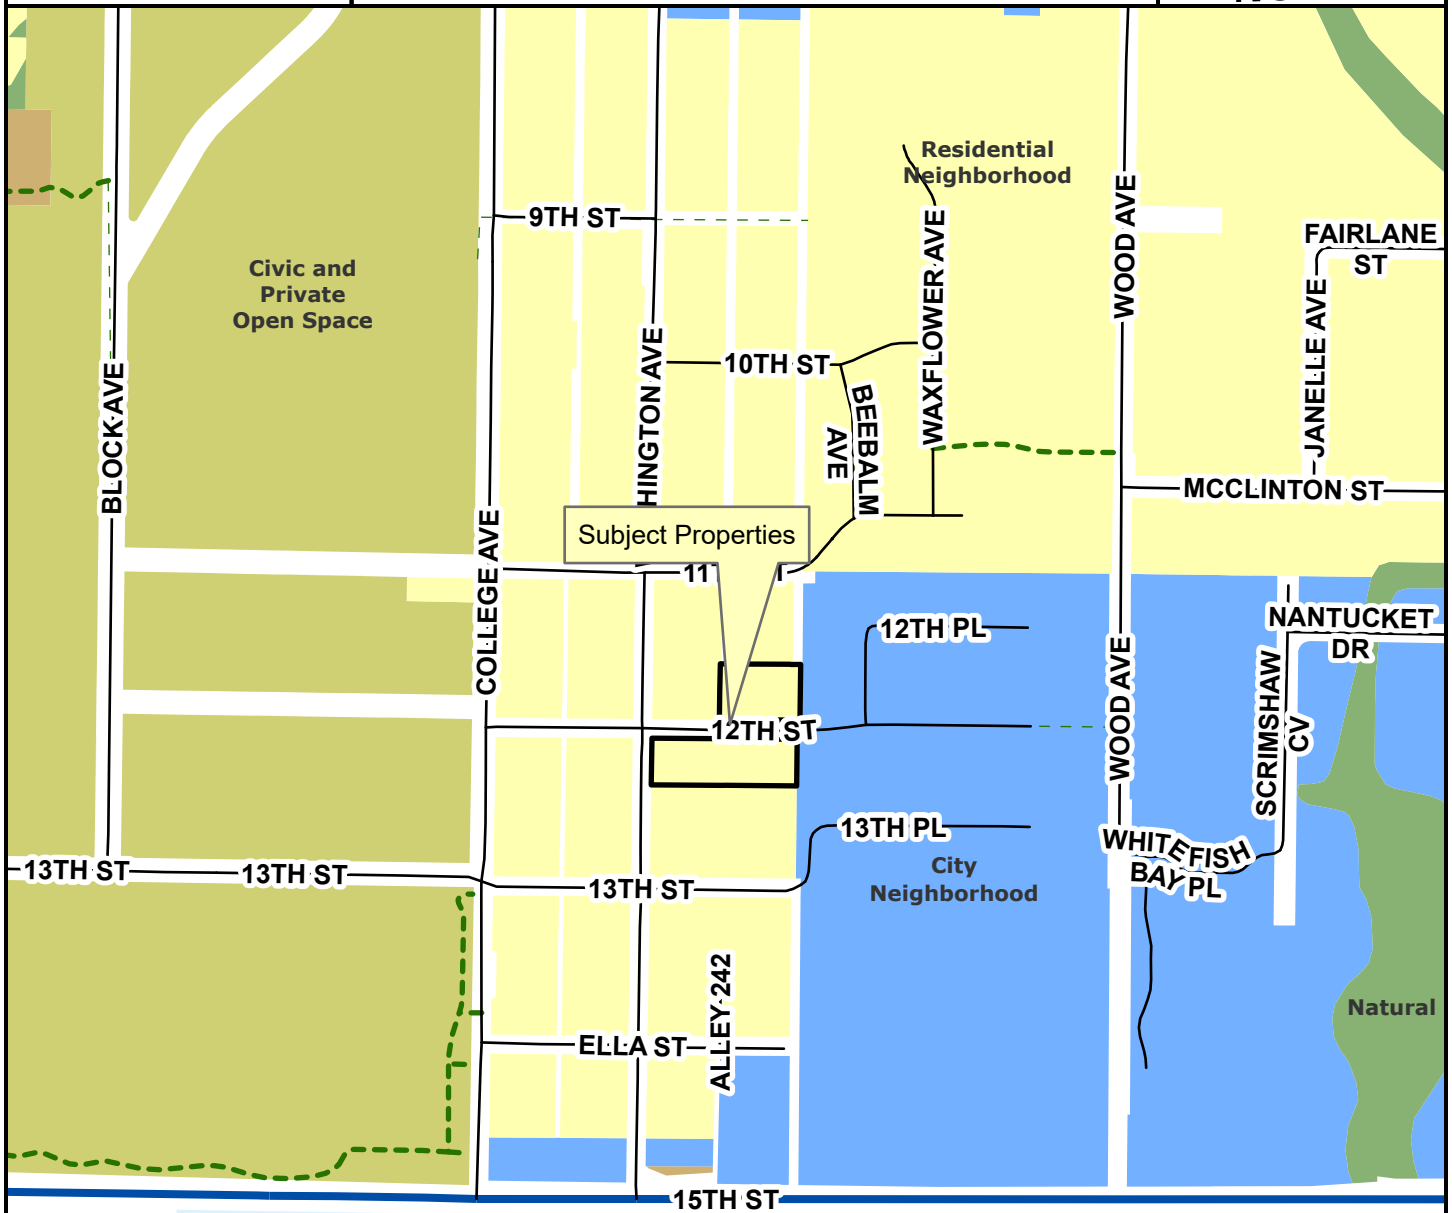 Residential
Neighborhood
WOOD AVE
9TH ST
WAXFLOWER AVE
FAIRLANE
ST
Civic and
Private
Open Space
JANELLE AVE
HINGTON AVE
10TH ST
BLOCK AVE
BEEBALM
AVE
MCCLINTON ST
COLLEGE AVE
Subject Properties
11
12TH PL
NANTUCKET
DR
WOOD AVE
SCRIMSHAW
CV
12TH ST
13TH PL
WHITEFISH
BAY PL
13TH ST
13TH ST
13TH ST
City
Neighborhood
ALLEY 242
Natural
ELLA ST
15TH ST